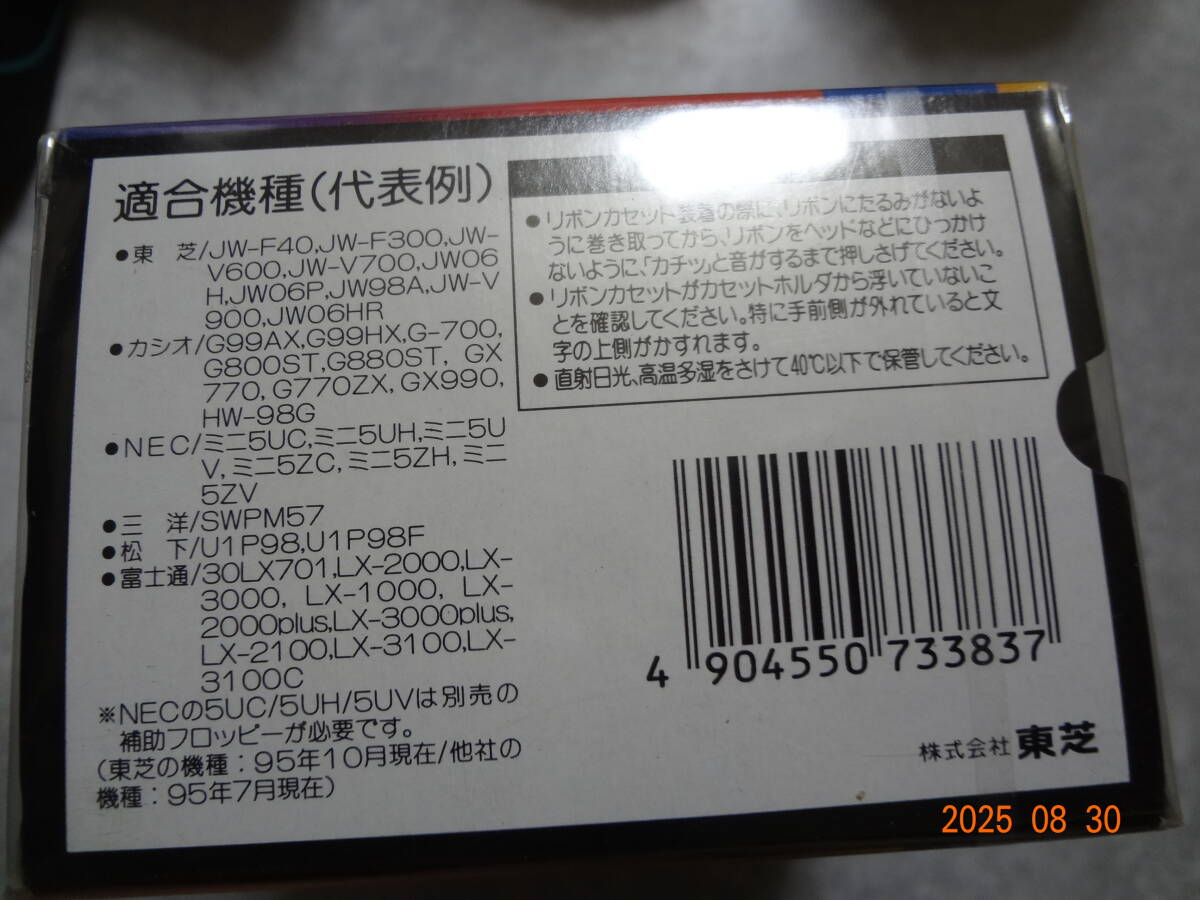 適合機種(代表例)
●東 芝/JW-F40,JW-F300,JW-
V600,JW-V700,JW06
H,JW06P,JW98A,JW-V
900,JW06HR
●カシオ/G99AX,G99HX,G-700,
G800ST,G880ST, GX
770, G770ZX, GX990,
HW-98G
●NEC/ミニ5UC,ミニ5UH,ミニ5U
V, ミニ5ZC, ミニ5ZH, ミニ
5ZV
●三 洋/SWPM57
●松 下/U1P98,U1P98F
●富士通/30LX701,LX-2000,LX-
3000, LX-1000, LX-
2000plus,LX-3000plus,
LX-2100,LX-3100,LX-
3100C
※NECの5UC/5UH/5UVは別売の
補助フロッピーが必要です。
(東芝の機種:95年10月現在/他社の
機種:95年7月現在)
●リボンカセット装着の際に、リボンにたるみがないよ
うに巻き取ってから、リボンをヘッドなどにひっかけ
ないように、「カチッ」と音がするまで押しさげてください。
●リボンカセットがカセットホルダから浮いていないこ
とを確認してください。特に手前側が外れていると文
字の上側がかすれます。
●直射日光、高温多湿をさけて40℃以下で保管してください。
4 904550 733837
株式会社 東芝
2025 08 30